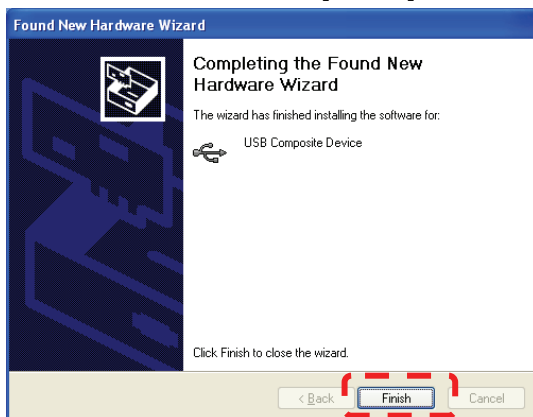 Found New Hardware Wizard
Completing the Found New
Hardware Wizard
The wizard has finished installing the software for:
USB Composite Device
Click Finish to close the wizard.
< Back
Finish
Cancel